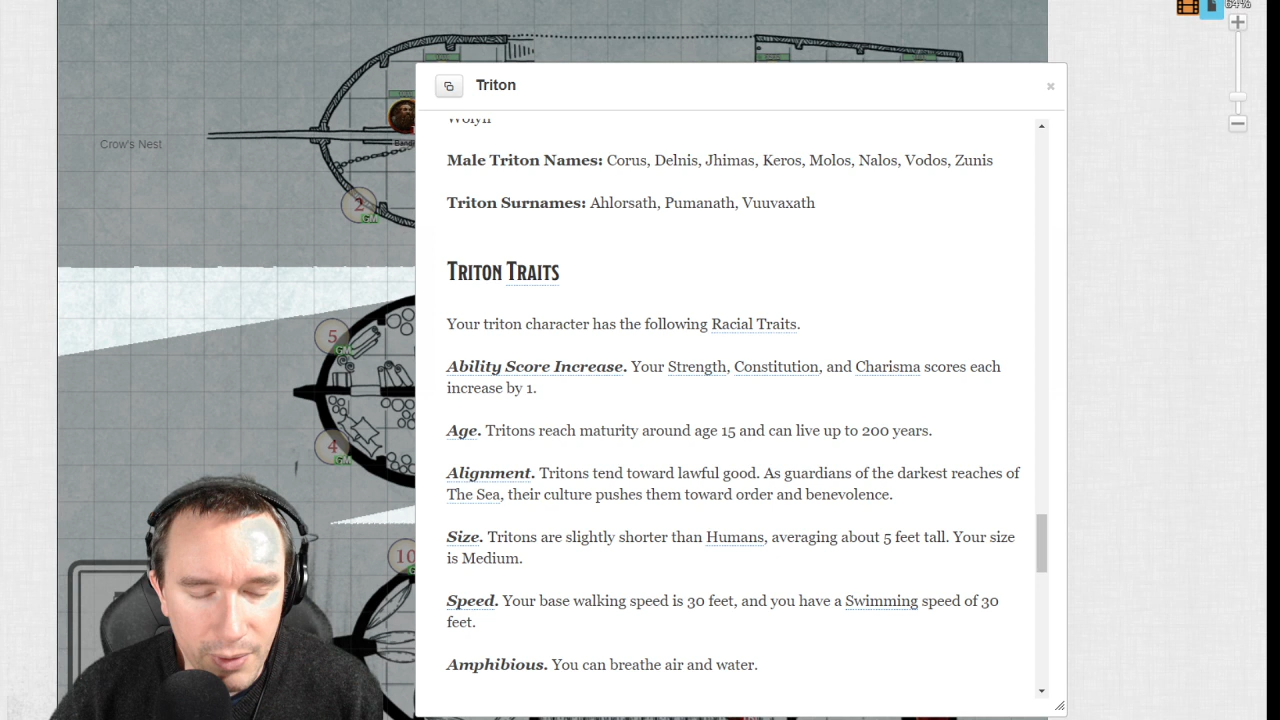 64%
Triton
Wolyn
Male Triton Names: Corus, Delnis, Jhimas, Keros, Molos, Nalos, Vodos, Zunis
Crow's Nest
Triton Surnames: Ahlorsath, Pumanath, Vuuvaxath
2
GM
Triton Traits
Your triton character has the following Racial Traits.
5
GM
Ability Score Increase. Your Strength, Constitution, and Charisma scores each
increase by 1.
Age. Tritons reach maturity around age 15 and can live up to 200 years.
4
GM
Alignment. Tritons tend toward lawful good. As guardians of the darkest reaches of
The Sea, their culture pushes them toward order and benevolence.
Size. Tritons are slightly shorter than Humans, averaging about 5 feet tall. Your size
is Medium.
10
Speed. Your base walking speed is 30 feet, and you have a Swimming speed of 30
feet.
Amphibious. You can breathe air and water.